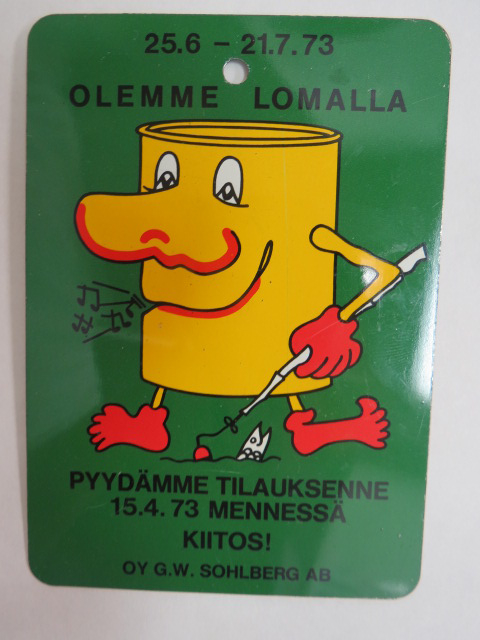 25.6 – 21.7.73
OLEMME LOMALLA
PYYDÄMME TILAUKSENNE
15.4.73 MENNESSÄ
KIITOS!
OY G.W. SOHLBERG AB